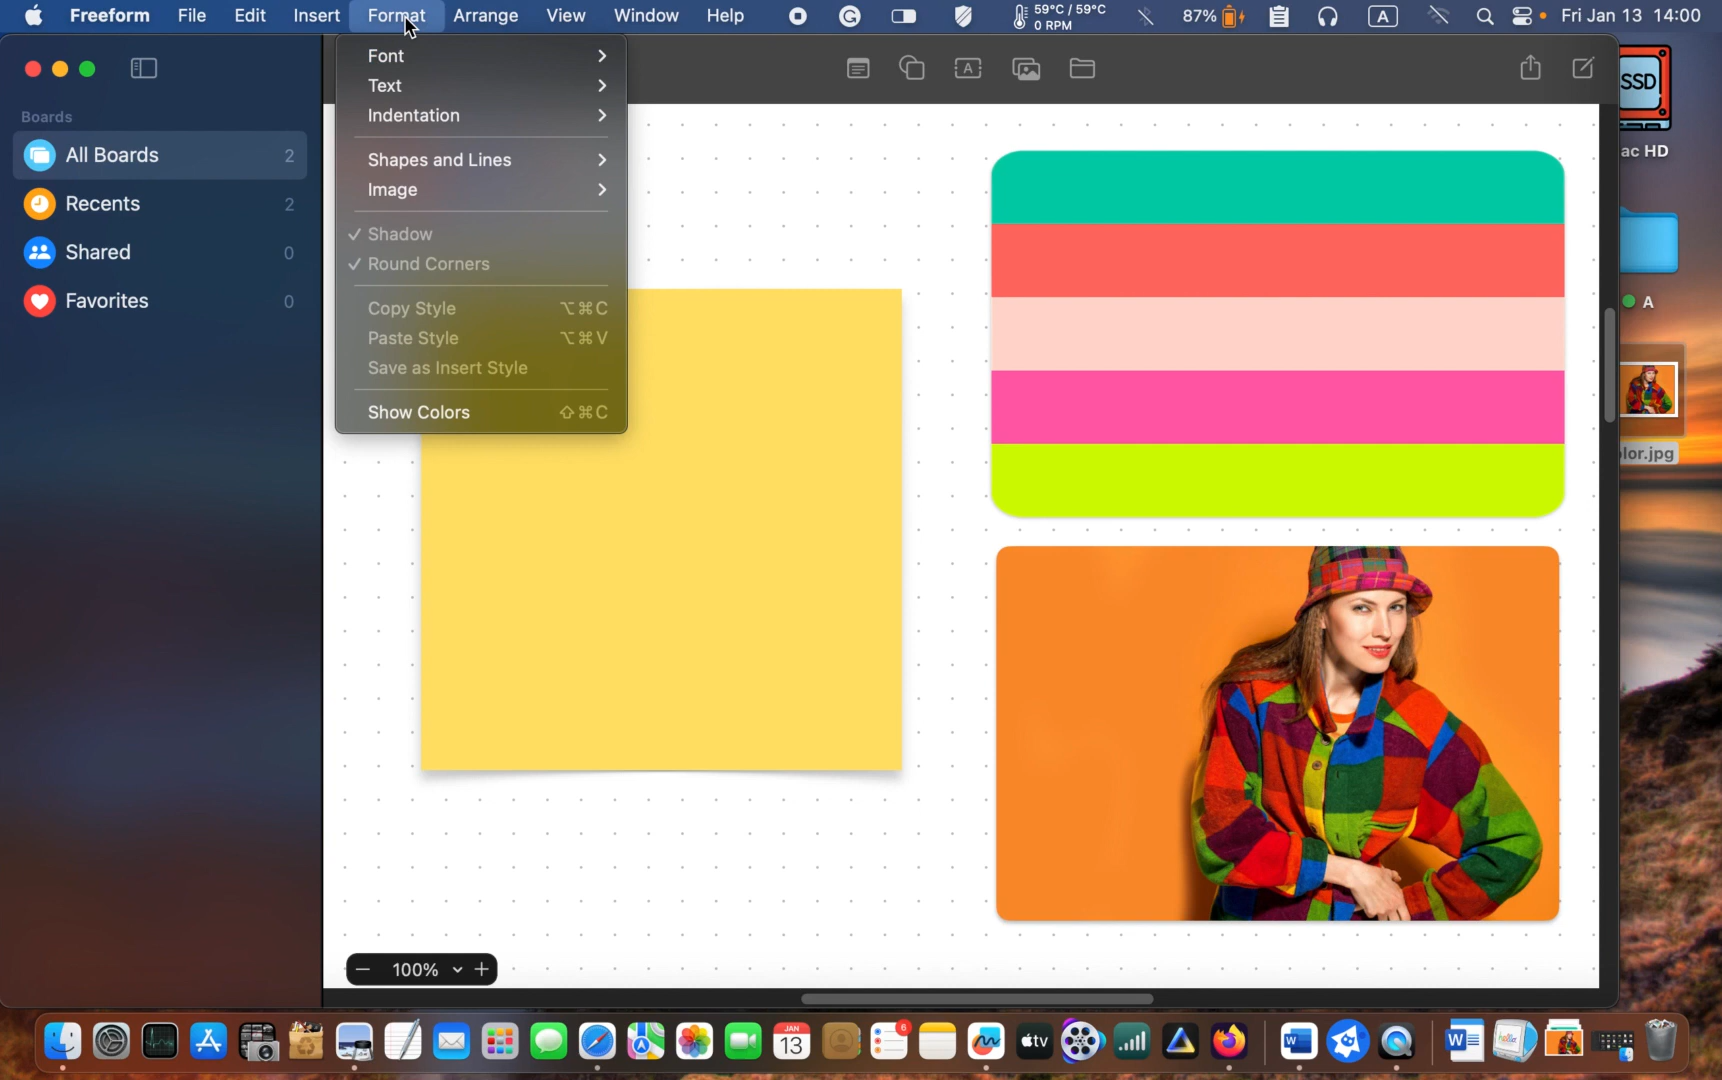 Freeform File Edit Insert Format Arrange View Window Help 59°C / 59°C 87% A Fri Jan 13 14:00
0 RPM
Boards
All Boards 2
Recents 2
Shared 0
Favorites 0
Font
Text
Indentation
Shapes and Lines
Image
✓ Shadow
✓ Round Corners
Copy Style ⌥⌘C
Paste Style ⌥⌘V
Save as Insert Style
Show Colors ⇧⌘C
A
SSD
ac HD
A
lor.jpg
− 100% +
JAN
13
6
tv
W
W